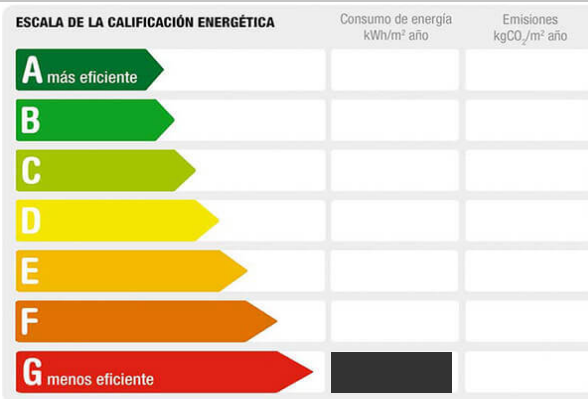 ESCALA DE LA CALIFICACIÓN ENERGÉTICA
Consumo de energía
kWh/m² año
Emisiones
kgCO₂/m² año
A más eficiente
B
C
D
E
F
G menos eficiente